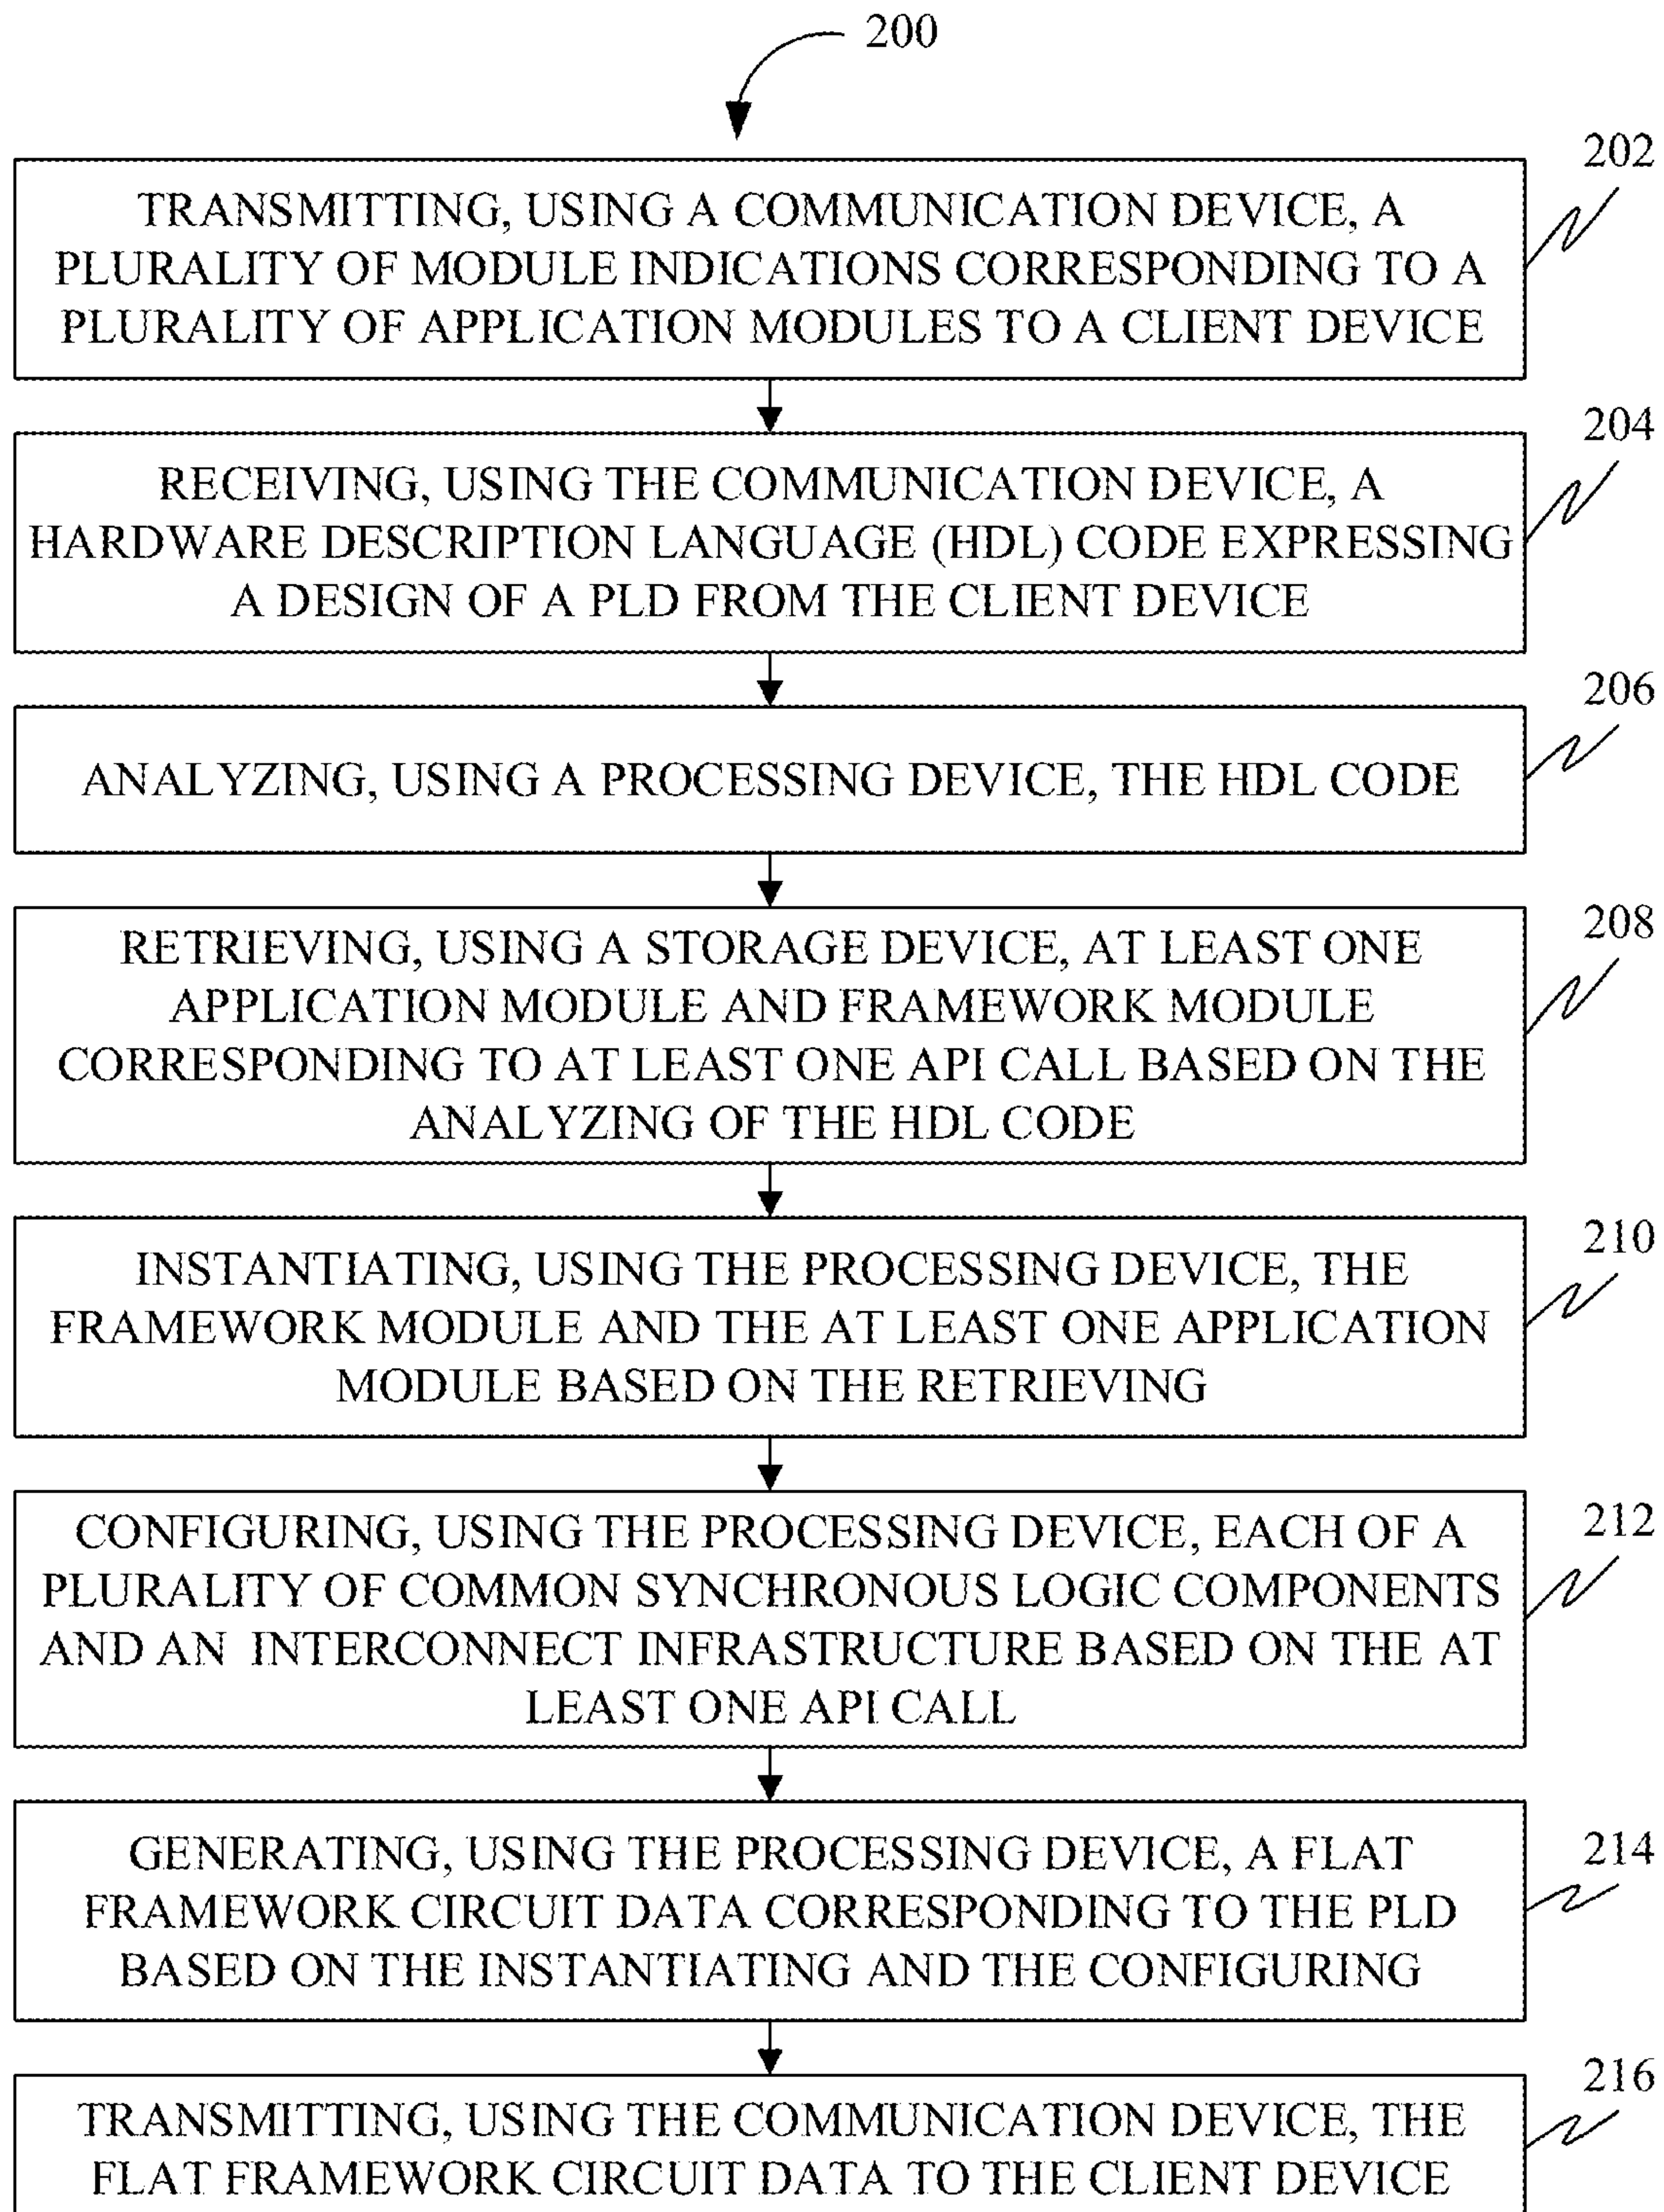 200
202
TRANSMITTING, USING A COMMUNICATION DEVICE, A
PLURALITY OF MODULE INDICATIONS CORRESPONDING TO A
PLURALITY OF APPLICATION MODULES TO A CLIENT DEVICE
204
RECEIVING, USING THE COMMUNICATION DEVICE, A
HARDWARE DESCRIPTION LANGUAGE (HDL) CODE EXPRESSING
A DESIGN OF A PLD FROM THE CLIENT DEVICE
206
ANALYZING, USING A PROCESSING DEVICE, THE HDL CODE
208
RETRIEVING, USING A STORAGE DEVICE, AT LEAST ONE
APPLICATION MODULE AND FRAMEWORK MODULE
CORRESPONDING TO AT LEAST ONE API CALL BASED ON THE
ANALYZING OF THE HDL CODE
210
INSTANTIATING, USING THE PROCESSING DEVICE, THE
FRAMEWORK MODULE AND THE AT LEAST ONE APPLICATION
MODULE BASED ON THE RETRIEVING
212
CONFIGURING, USING THE PROCESSING DEVICE, EACH OF A
PLURALITY OF COMMON SYNCHRONOUS LOGIC COMPONENTS
AND AN INTERCONNECT INFRASTRUCTURE BASED ON THE AT
LEAST ONE API CALL
214
GENERATING, USING THE PROCESSING DEVICE, A FLAT
FRAMEWORK CIRCUIT DATA CORRESPONDING TO THE PLD
BASED ON THE INSTANTIATING AND THE CONFIGURING
216
TRANSMITTING, USING THE COMMUNICATION DEVICE, THE
FLAT FRAMEWORK CIRCUIT DATA TO THE CLIENT DEVICE